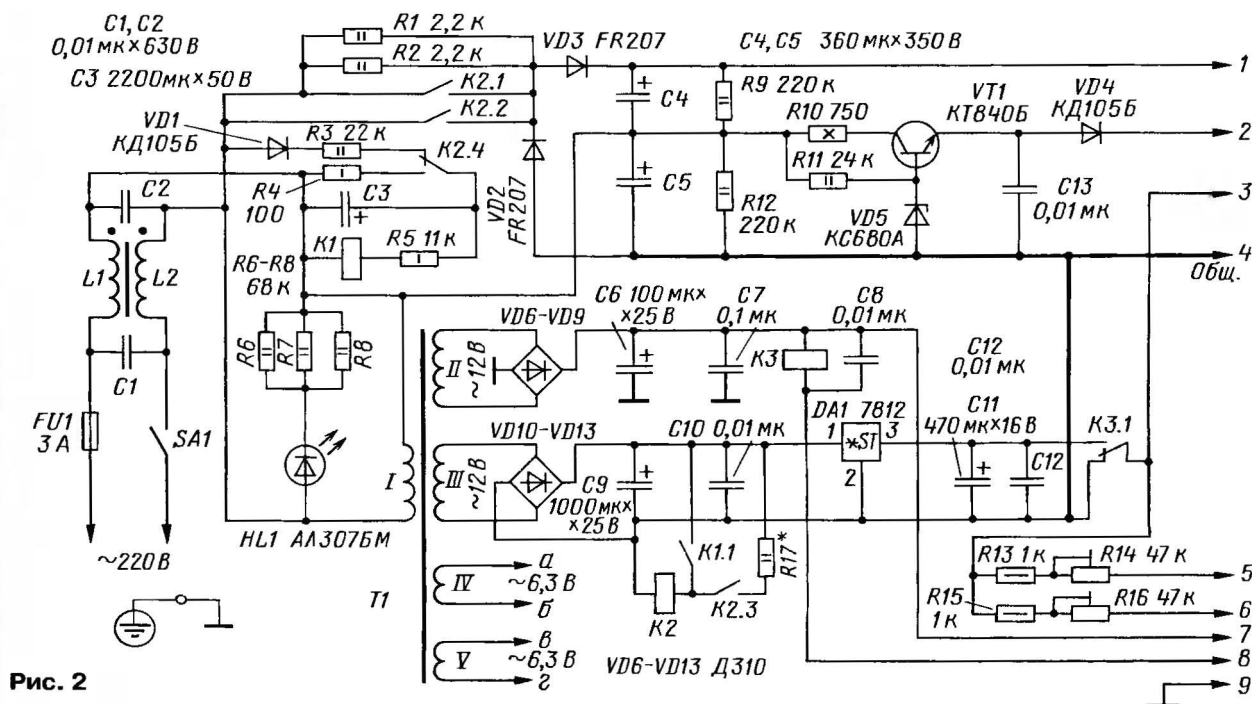 C1, C2
0,01 мк×630 В
C3 2200мк×50 В
R1 2,2 к
R2 2,2 к
K2.1
K2.2
VD3 FR207
C4, C5 360 мк×350 В
1
VD1
КД105Б
R3 22 к
K2.4
C4
R9 220 к
R10 750
VT1
КТ840Б
VD4
КД105Б
2
C2
R4
100
C3
VD2
FR207
C5
R11 24 к
R12
220 к
VD5
КС680А
C13
0,01 мк
3
L1
L2
K1
R5 11 к
R6-R8
68 к
4
Общ.
VD6-VD9
C6 100 мк×
×25 В
C7
0,1 мк
C8
0,01 мк
R6
R7
R8
II
~12 В
K3
C12
0,01 мк
C1
FU1
3 А
SA1
VD10-VD13
C10 0,01 мк
DA1 7812
1
*SI
3
2
C11
470 мк×16 В
K3.1
I
III
~12 В
C9
1000 мк×
×25 В
C12
HL1 АЛ307БМ
~220 В
K1.1
R17*
R13 1 к
R14 47 к
5
T1
IV
а
~6,3 В
б
K2
K2.3
R15
1 к
R16 47 к
6
7
V
в
~6,3 В
г
VD6-VD13 Д310
8
Рис. 2
9